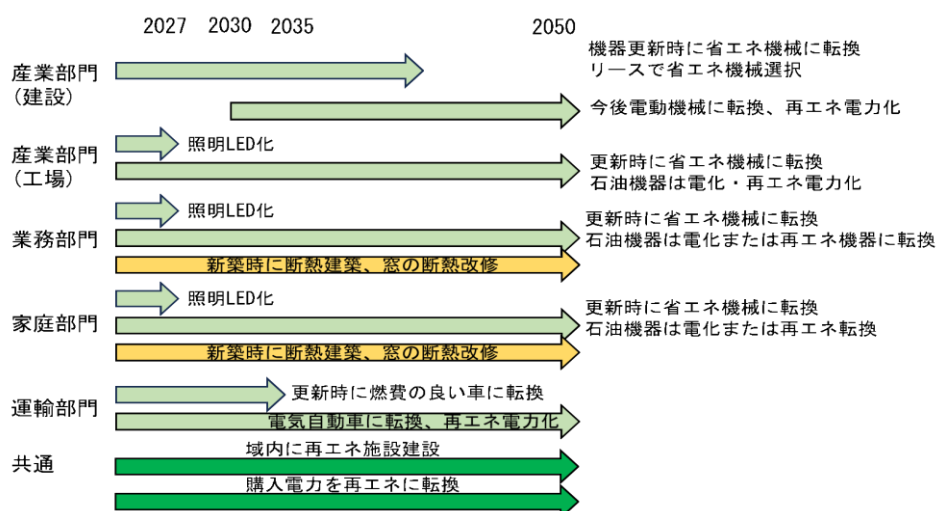 2027 2030 2035 2050
産業部門
(建設)
機器更新時に省エネ機械に転換
リースで省エネ機械選択
今後電動機械に転換、再エネ電力化
産業部門
(工場)
照明LED化
更新時に省エネ機械に転換
石油機器は電化・再エネ電力化
業務部門
照明LED化
更新時に省エネ機械に転換
石油機器は電化または再エネ機器に転換
新築時に断熱建築、窓の断熱改修
家庭部門
照明LED化
更新時に省エネ機械に転換
石油機器は電化または再エネ転換
新築時に断熱建築、窓の断熱改修
運輸部門
更新時に燃費の良い車に転換
電気自動車に転換、再エネ電力化
共通
域内に再エネ施設建設
購入電力を再エネに転換